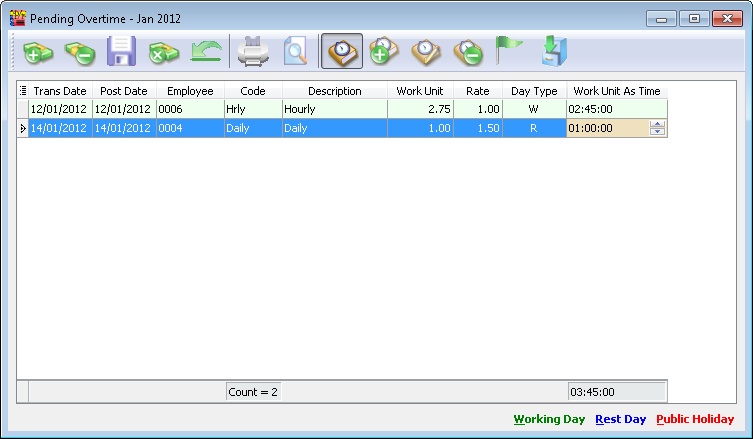 Pending Overtime - Jan 2012
Trans Date Post Date Employee Code Description Work Unit Rate Day Type Work Unit As Time
12/01/2012 12/01/2012 0006 Hrly Hourly 2.75 1.00 W 02:45:00
14/01/2012 14/01/2012 0004 Daily Daily 1.00 1.50 R 01:00:00
Count = 2 03:45:00
Working Day Rest Day Public Holiday